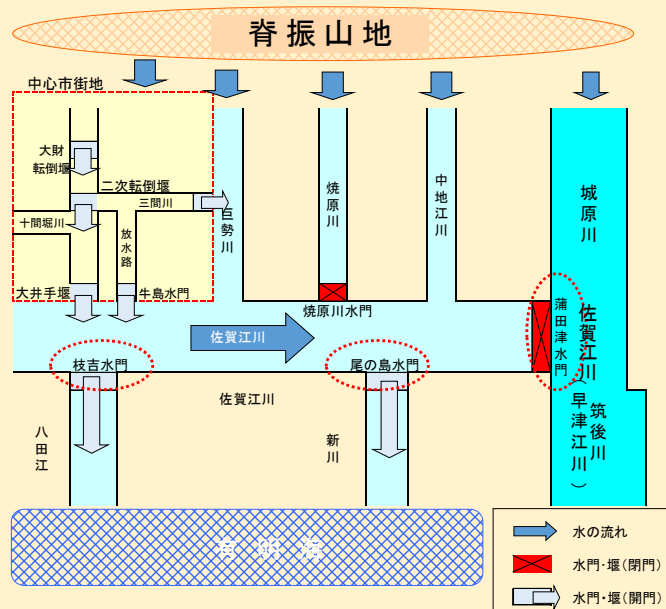 脊振山地
中心市街地
大財
転倒堰
二次転倒堰
三間川
十間堀川
放水路
巨勢川
焼原川
中地江川
城原川
大井手堰
牛島水門
焼原川水門
蒲田津水門
佐賀江川
佐賀江川(早津江川)
筑後川
枝吉水門
尾の島水門
佐賀江川
八田江
新川
有明海
水の流れ
水門・堰(閉門)
水門・堰(開門)